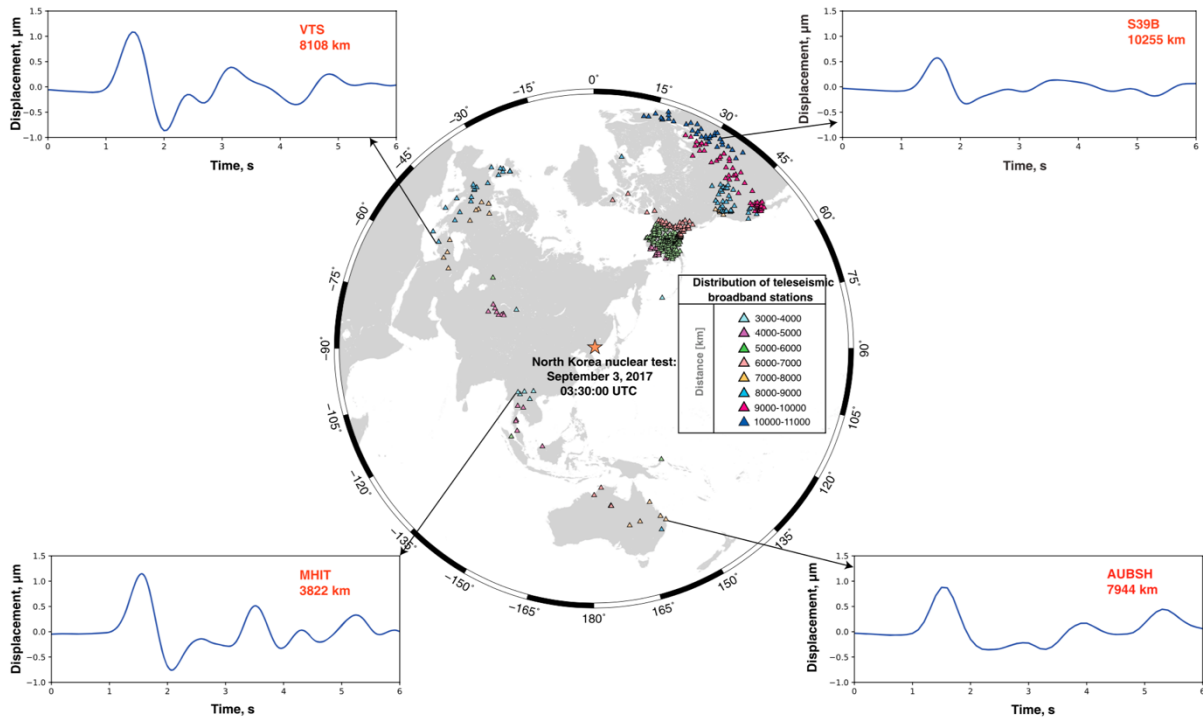 VTS
8108 km
Displacement, μm
1.5
1.0
0.5
0.0
−0.5
−1.0
0 1 2 3 4 5 6
Time, s
S39B
10255 km
Displacement, μm
1.5
1.0
0.5
0.0
−0.5
−1.0
0 1 2 3 4 5 6
Time, s
0˚
15˚
30˚
45˚
60˚
75˚
90˚
105˚
120˚
135˚
150˚
165˚
180˚
−165˚
−150˚
−135˚
−120˚
−105˚
−90˚
−75˚
−60˚
−45˚
−30˚
−15˚
Distribution of teleseismic
broadband stations
Distance [km]
3000-4000
4000-5000
5000-6000
6000-7000
7000-8000
8000-9000
9000-10000
10000-11000
North Korea nuclear test:
September 3, 2017
03:30:00 UTC
MHIT
3822 km
Displacement, μm
1.5
1.0
0.5
0.0
−0.5
−1.0
0 1 2 3 4 5 6
Time, s
AUBSH
7944 km
Displacement, μm
1.5
1.0
0.5
0.0
−0.5
−1.0
0 1 2 3 4 5 6
Time, s